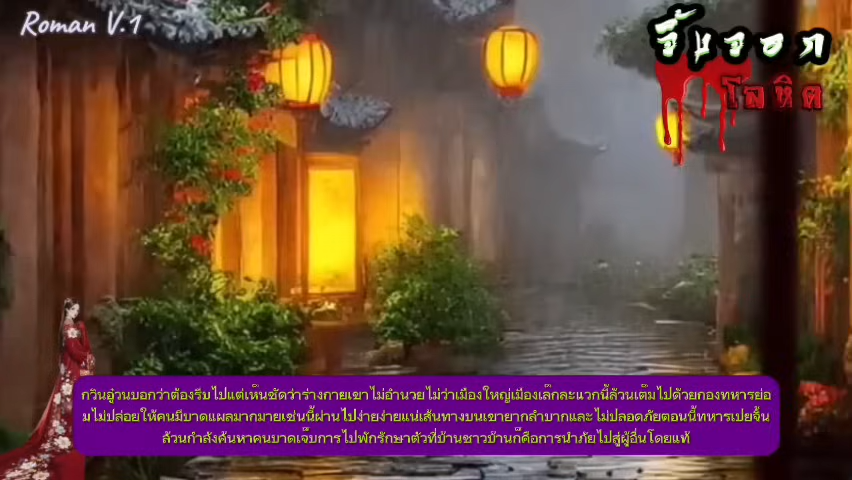 Roman V.1
จิ้นจอก
โลหิต
กวินอู๋วนบอกว่าต้องรีบไปแต่เห็นชัดว่าร่างกายเขาไม่อำนวยไม่ว่าเมืองใหญ่เมืองเล็กละแวกนี้ล้วนเต็มไปด้วยกองทหารย่อ
มไม่ปล่อยให้คนมีบาดแผลมากมายเช่นนี้ผ่านไปง่ายง่ายแน่เส้นทางบนเขายากลำบากและไม่ปลอดภัยตอนนี้ทหารเปยจิ้น
ล้วนกำลังค้นหาคนบาดเจ็บการไปพักรักษาตัวที่บ้านชาวบ้านก็คือการนำภัยไปสู่ผู้อื่นโดยแท้